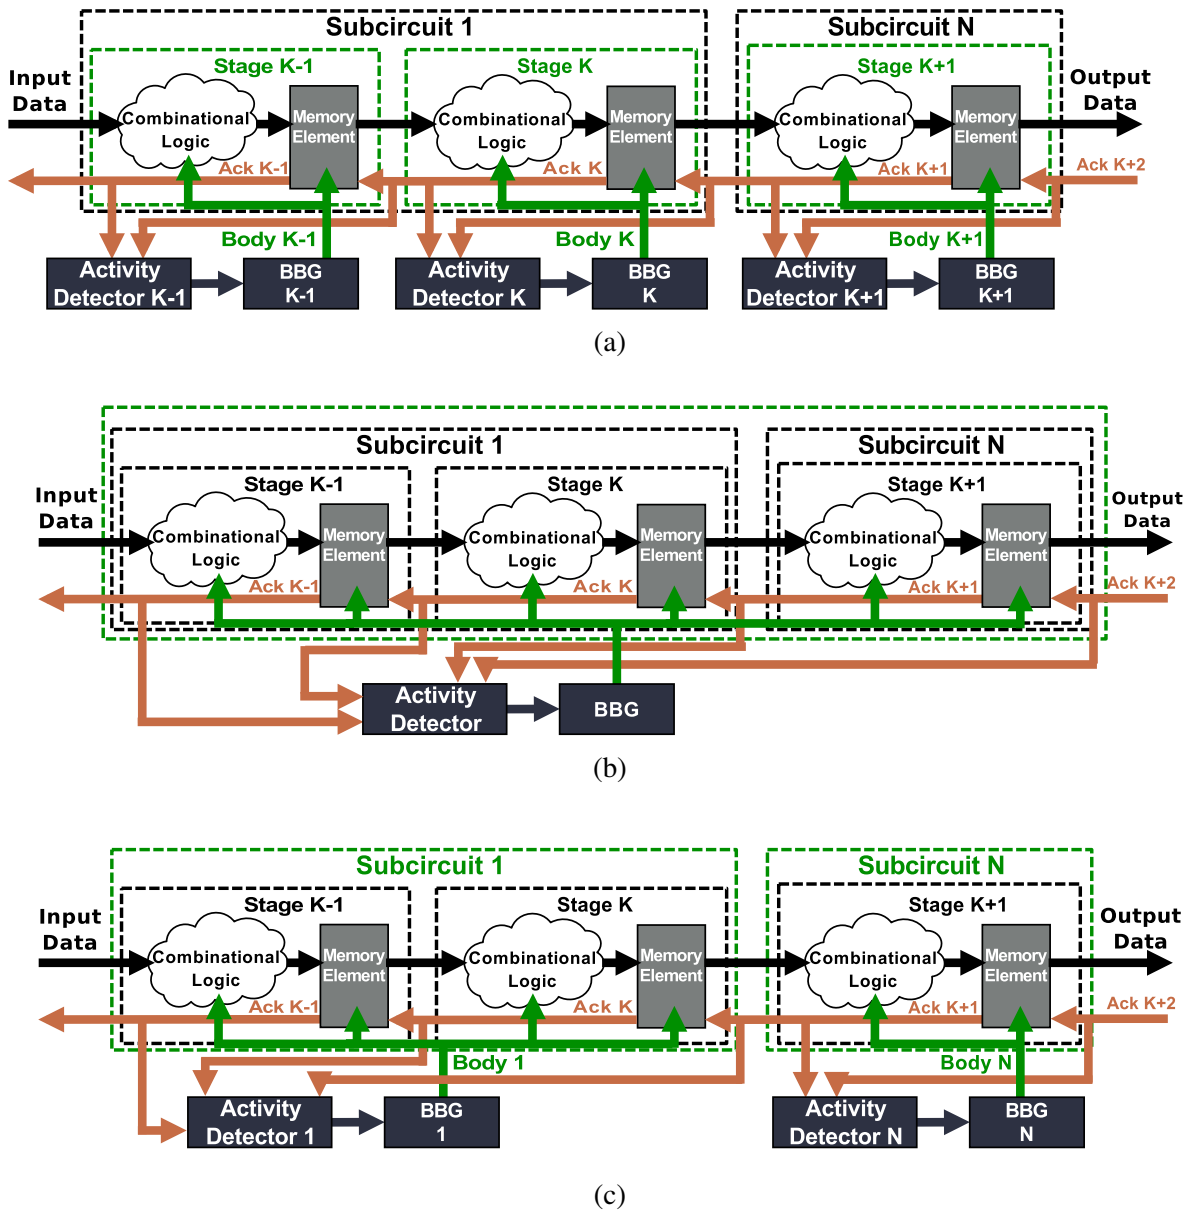 Subcircuit 1
Subcircuit N
Stage K-1
Stage K
Stage K+1
Input
Data
Output
Data
Combinational
Logic
Memory
Element
Combinational
Logic
Memory
Element
Combinational
Logic
Memory
Element
Ack K-1
Ack K
Ack K+1
Ack K+2
Body K-1
Body K
Body K+1
Activity
Detector K-1
BBG
K-1
Activity
Detector K
BBG
K
Activity
Detector K+1
BBG
K+1
(a)
Subcircuit 1
Subcircuit N
Stage K-1
Stage K
Stage K+1
Input
Data
Output
Data
Combinational
Logic
Memory
Element
Combinational
Logic
Memory
Element
Combinational
Logic
Memory
Element
Ack K-1
Ack K
Ack K+1
Ack K+2
Activity
Detector
BBG
(b)
Subcircuit 1
Subcircuit N
Stage K-1
Stage K
Stage K+1
Input
Data
Output
Data
Combinational
Logic
Memory
Element
Combinational
Logic
Memory
Element
Combinational
Logic
Memory
Element
Ack K-1
Ack K
Ack K+1
Ack K+2
Body 1
Body N
Activity
Detector 1
BBG
1
Activity
Detector N
BBG
N
(c)